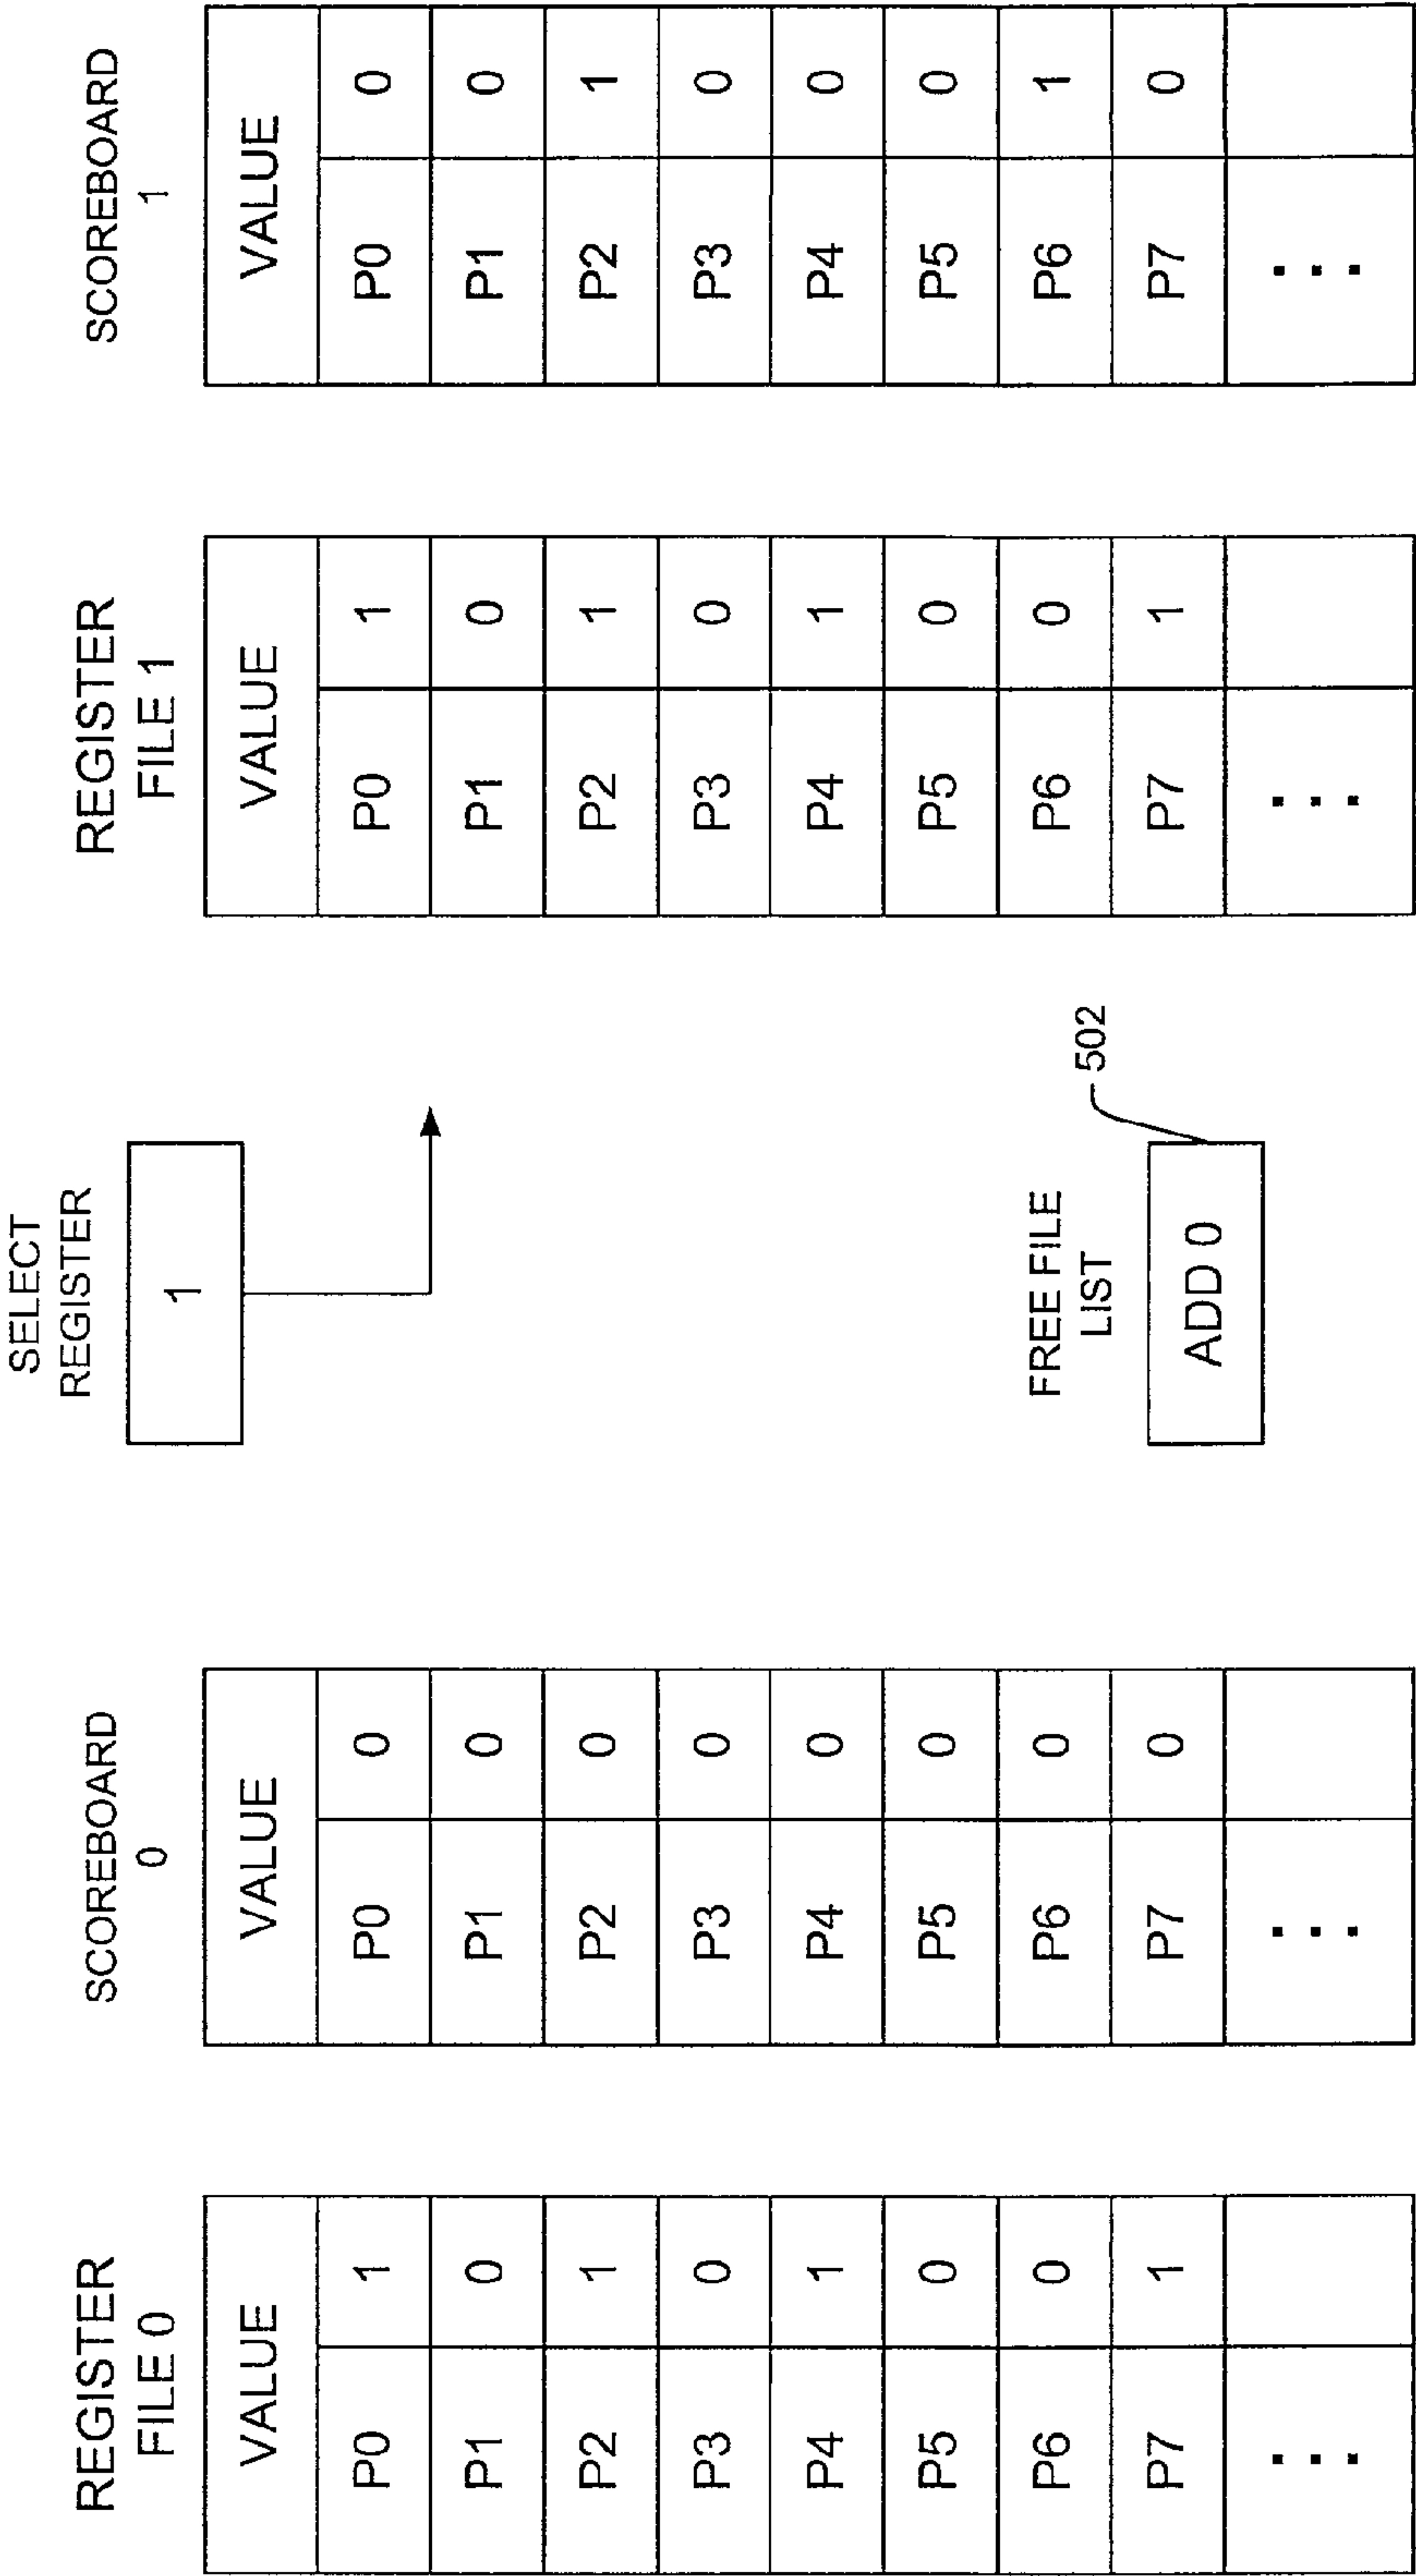 REGISTER
FILE 0
VALUE
P0 1
P1 0
P2 1
P3 0
P4 1
P5 0
P6 0
P7 1
...
SCOREBOARD
0
VALUE
P0 0
P1 0
P2 0
P3 0
P4 0
P5 0
P6 0
P7 0
...
SELECT
REGISTER
1
FREE FILE
LIST
ADD 0
502
REGISTER
FILE 1
VALUE
P0 1
P1 0
P2 1
P3 0
P4 1
P5 0
P6 0
P7 1
...
SCOREBOARD
1
VALUE
P0 0
P1 0
P2 1
P3 0
P4 0
P5 0
P6 1
P7 0
...